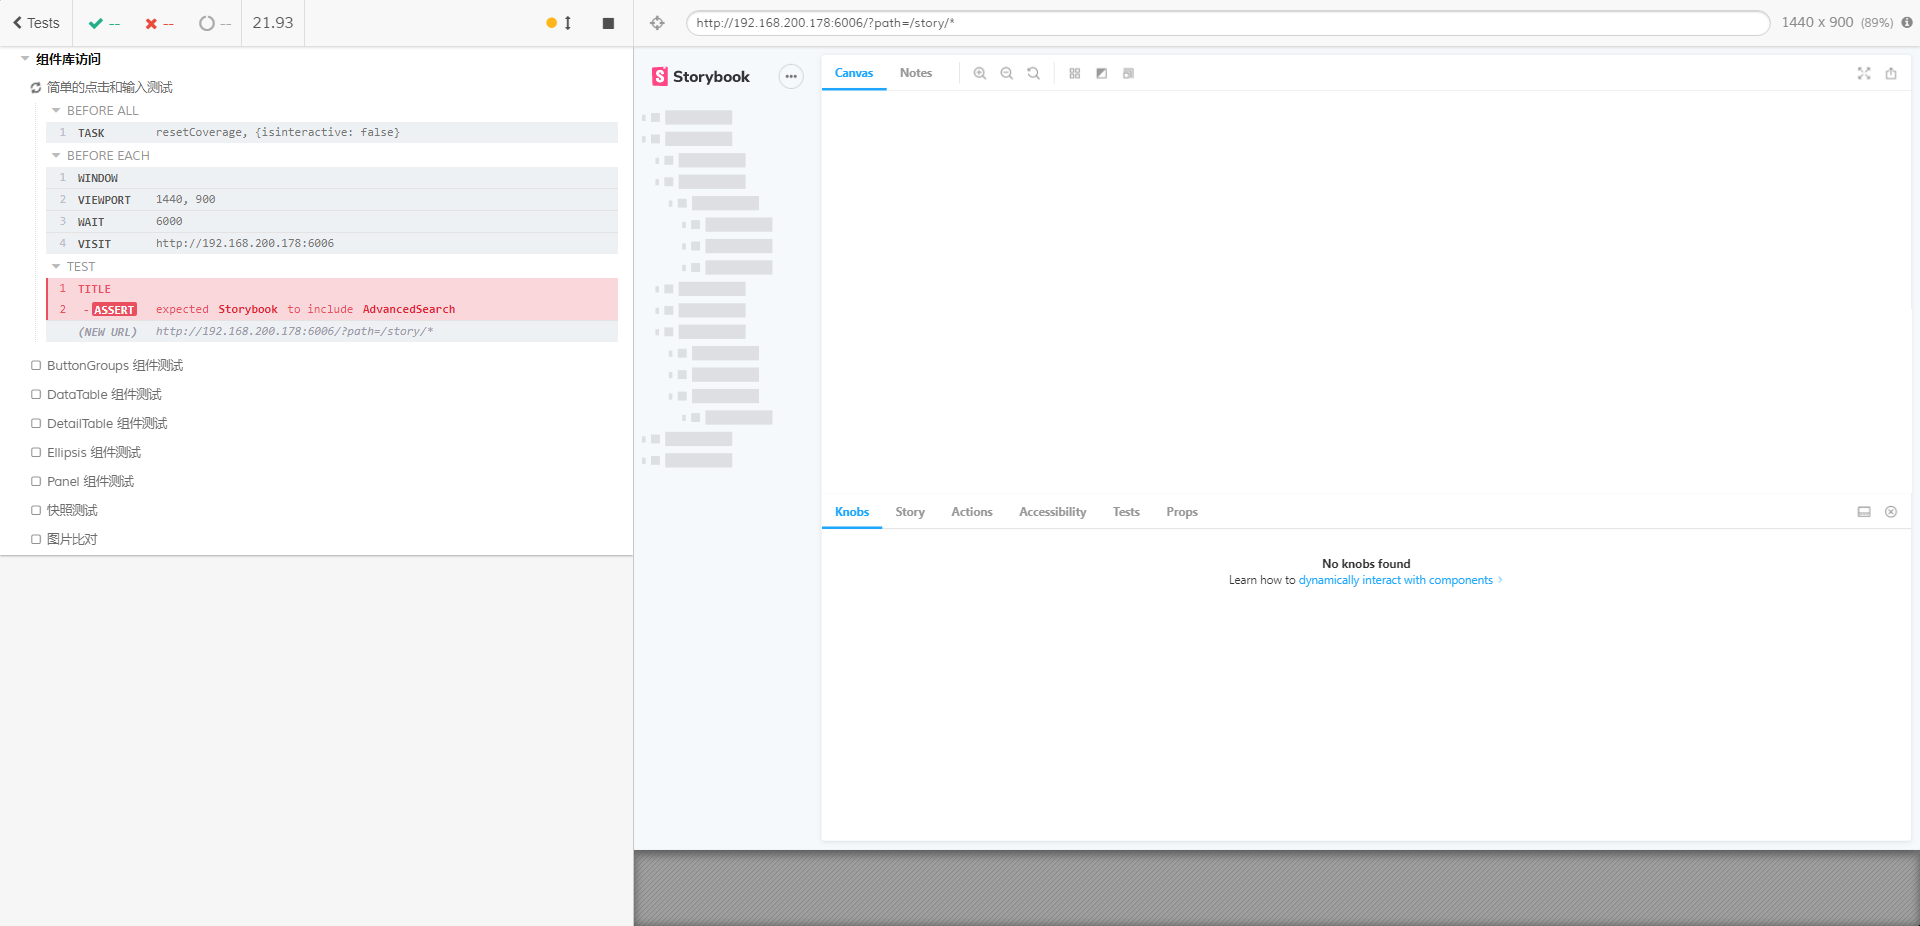 Tests -- -- -- 21.93
http://192.168.200.178:6006/?path=/story/* 1440 x 900 (89%)
组件库访问
简单的点击和输入测试
BEFORE ALL
1 TASK resetCoverage, {isinteractive: false}
BEFORE EACH
1 WINDOW
2 VIEWPORT 1440, 900
3 WAIT 6000
4 VISIT http://192.168.200.178:6006
TEST
1 TITLE
2 -ASSERT expected Storybook to include AdvancedSearch
(NEW URL) http://192.168.200.178:6006/?path=/story/*
ButtonGroups 组件测试
DataTable 组件测试
DetailTable 组件测试
Ellipsis 组件测试
Panel 组件测试
快照测试
图片比对
Storybook
Canvas Notes
Knobs Story Actions Accessibility Tests Props
No knobs found
Learn how to dynamically interact with components